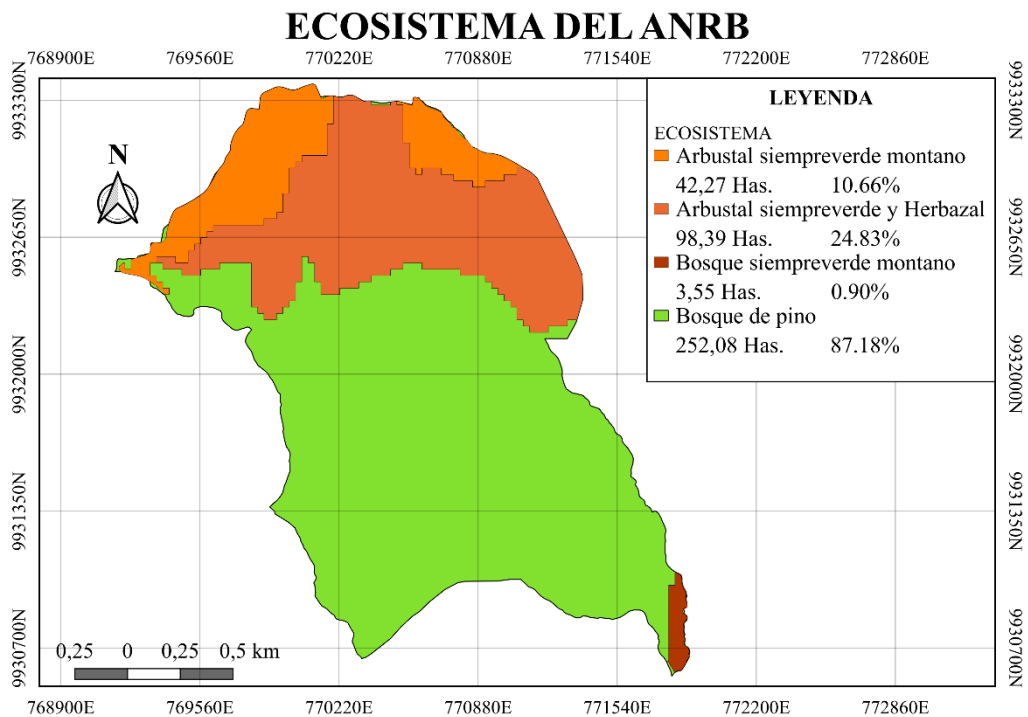 ECOSISTEMA DEL ANRB
768900E 769560E 770220E 770880E 771540E 772200E 772860E
9933300N
9932650N
9932000N
9931350N
9930700N
N
LEYENDA
ECOSISTEMA
Arbustal siempreverde montano
42,27 Has. 10.66%
Arbustal siempreverde y Herbazal
98,39 Has. 24.83%
Bosque siempreverde montano
3,55 Has. 0.90%
Bosque de pino
252,08 Has. 87.18%
9933300N
9932650N
9932000N
9931350N
9930700N
0,25 0 0,25 0,5 km
768900E 769560E 770220E 770880E 771540E 772200E 772860E